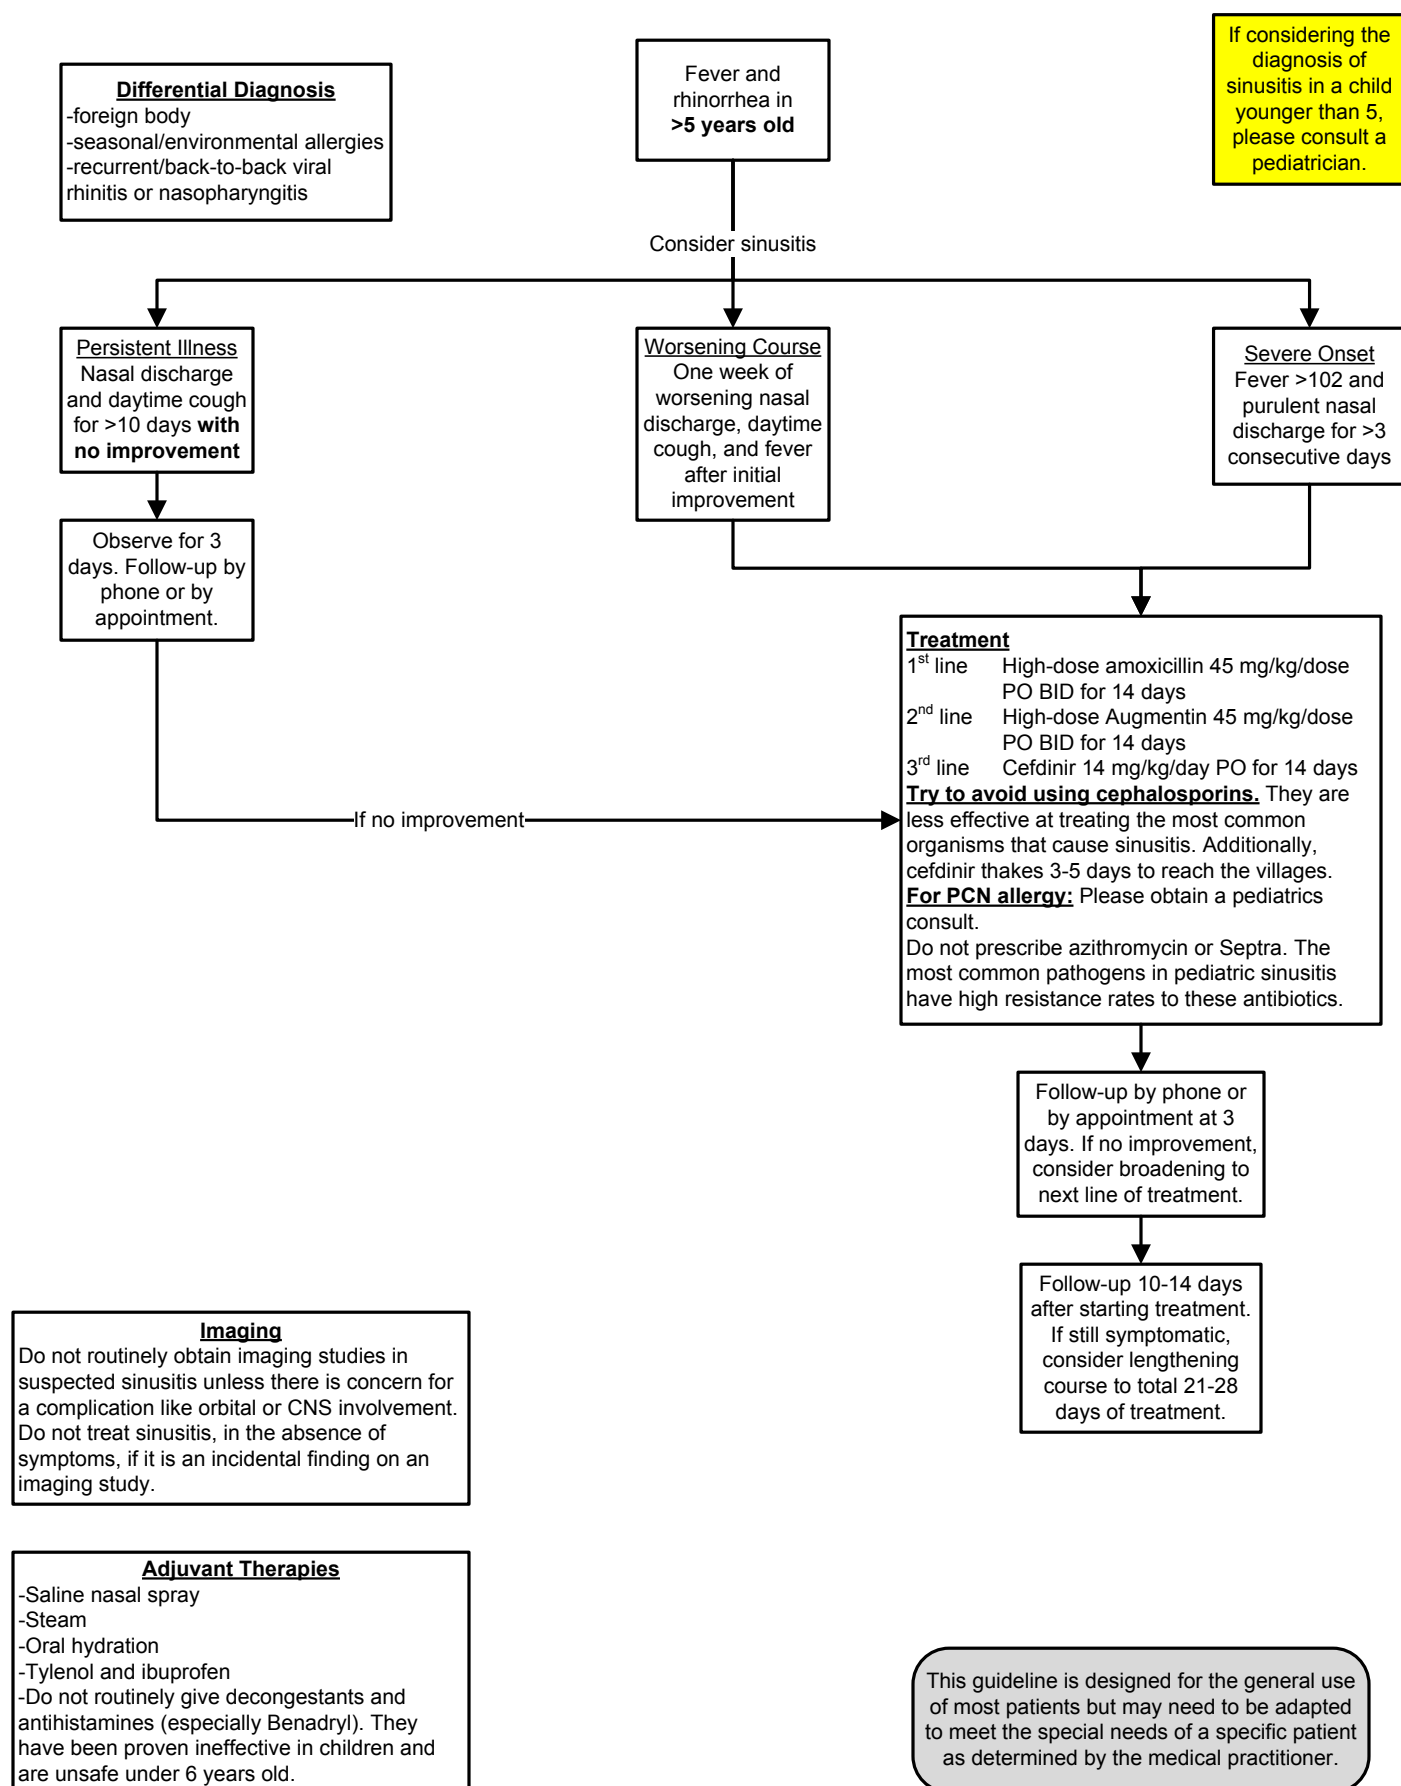 Differential Diagnosis
-foreign body
-seasonal/environmental allergies
-recurrent/back-to-back viral
rhinitis or nasopharyngitis
Fever and
rhinorrhea in
>5 years old
If considering the
diagnosis of
sinusitis in a child
younger than 5,
please consult a
pediatrician.
Consider sinusitis
Persistent Illness
Nasal discharge
and daytime cough
for >10 days with
no improvement
Worsening Course
One week of
worsening nasal
discharge, daytime
cough, and fever
after initial
improvement
Severe Onset
Fever >102 and
purulent nasal
discharge for >3
consecutive days
Observe for 3
days. Follow-up by
phone or by
appointment.
If no improvement
Treatment
1st line High-dose amoxicillin 45 mg/kg/dose
PO BID for 14 days
2nd line High-dose Augmentin 45 mg/kg/dose
PO BID for 14 days
3rd line Cefdinir 14 mg/kg/day PO for 14 days
Try to avoid using cephalosporins. They are
less effective at treating the most common
organisms that cause sinusitis. Additionally,
cefdinir thakes 3-5 days to reach the villages.
For PCN allergy: Please obtain a pediatrics
consult.
Do not prescribe azithromycin or Septra. The
most common pathogens in pediatric sinusitis
have high resistance rates to these antibiotics.
Follow-up by phone or
by appointment at 3
days. If no improvement,
consider broadening to
next line of treatment.
Follow-up 10-14 days
after starting treatment.
If still symptomatic,
consider lengthening
course to total 21-28
days of treatment.
Imaging
Do not routinely obtain imaging studies in
suspected sinusitis unless there is concern for
a complication like orbital or CNS involvement.
Do not treat sinusitis, in the absence of
symptoms, if it is an incidental finding on an
imaging study.
Adjuvant Therapies
-Saline nasal spray
-Steam
-Oral hydration
-Tylenol and ibuprofen
-Do not routinely give decongestants and
antihistamines (especially Benadryl). They
have been proven ineffective in children and
are unsafe under 6 years old.
This guideline is designed for the general use
of most patients but may need to be adapted
to meet the special needs of a specific patient
as determined by the medical practitioner.